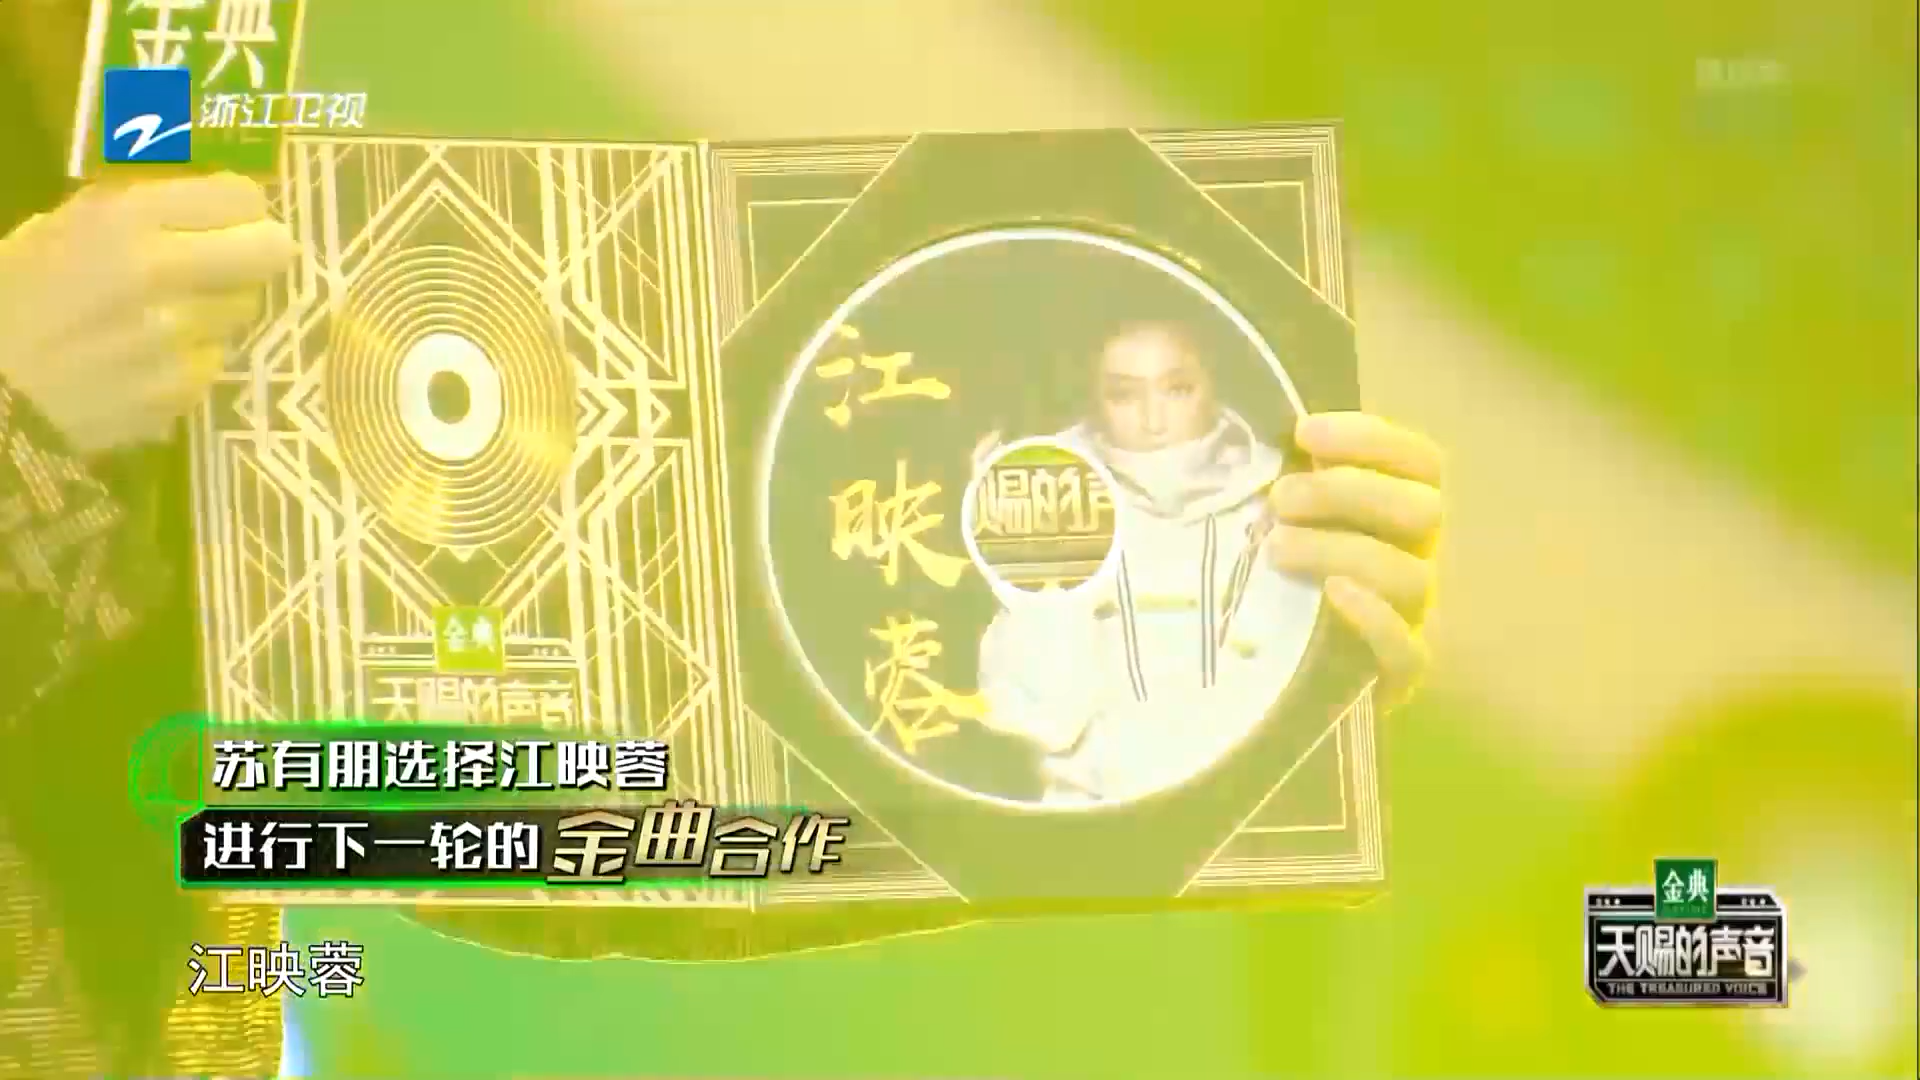 金典
浙江卫视
江映蓉
赐的声
金典
天赐的声音
苏有朋选择江映蓉
进行下一轮的金曲合作
江映蓉
金典
天赐的声音
THE TREASURED VOICE